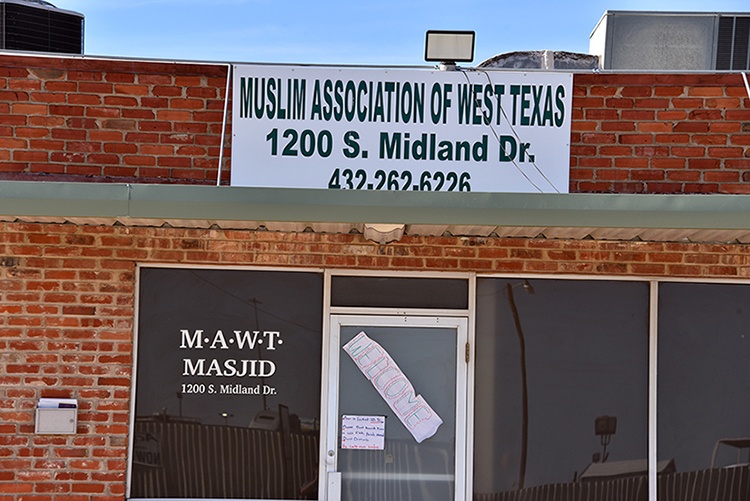 MUSLIM ASSOCIATION OF WEST TEXAS
1200 S. Midland Dr.
432-262-6226
M·A·W·T·
MASJID
1200 S. Midland Dr.
WELCOME